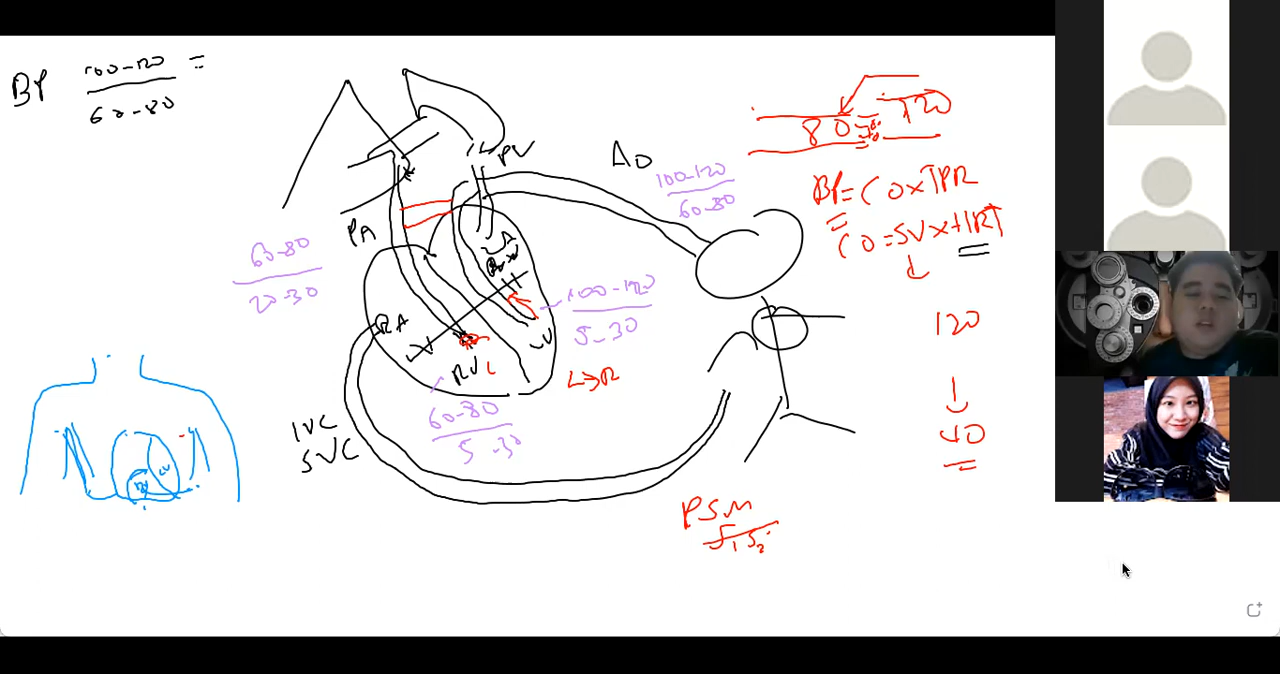 BP 100-120 =
60-80
PV
AO
100-120
60-80
PA
60-80
20-30
RA
RV
100-120
5-30
LV
L→R
60-80
5-30
IVC
SVC
RV
LV
PSM
S1 S2
80 120
BP = CO x TPR
CO = SV x HR↑
↓
120
↓
40